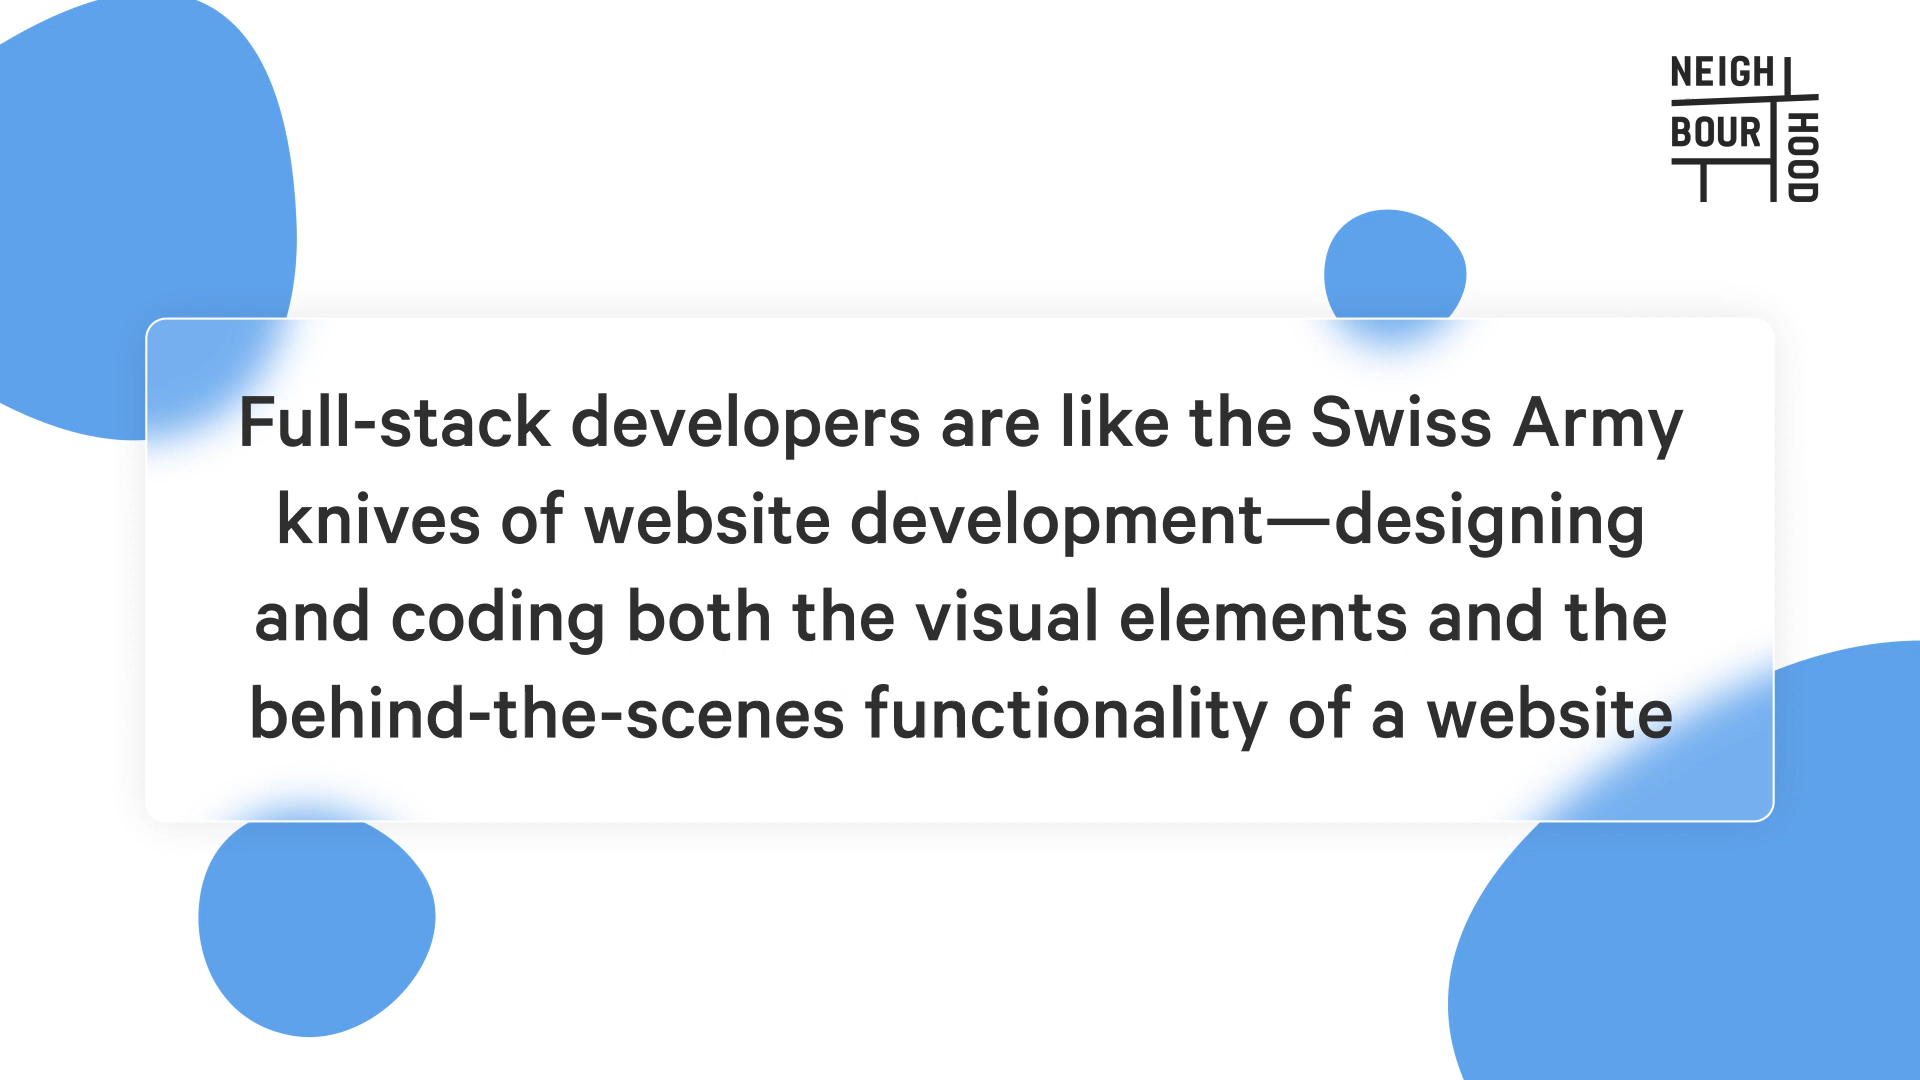 NEIGH
BOUR
HOOD
Full-stack developers are like the Swiss Army
knives of website development—designing
and coding both the visual elements and the
behind-the-scenes functionality of a website